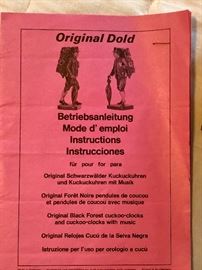 Original Dold
Betriebsanleitung
Mode d'emploi
Instructions
Instrucciones
für pour for para
Original Schwarzwälder Kuckuckuhren
und Kuckuckuhren mit Musik
Original Forêt Noire pendules de coucou
et pendules de coucou avec musique
Original Black Forest cuckoo-clocks
and cuckoo-clocks with music
Original Relojes Cucú de la Selva Negra
Istruzione per l'uso per orologio a cucù